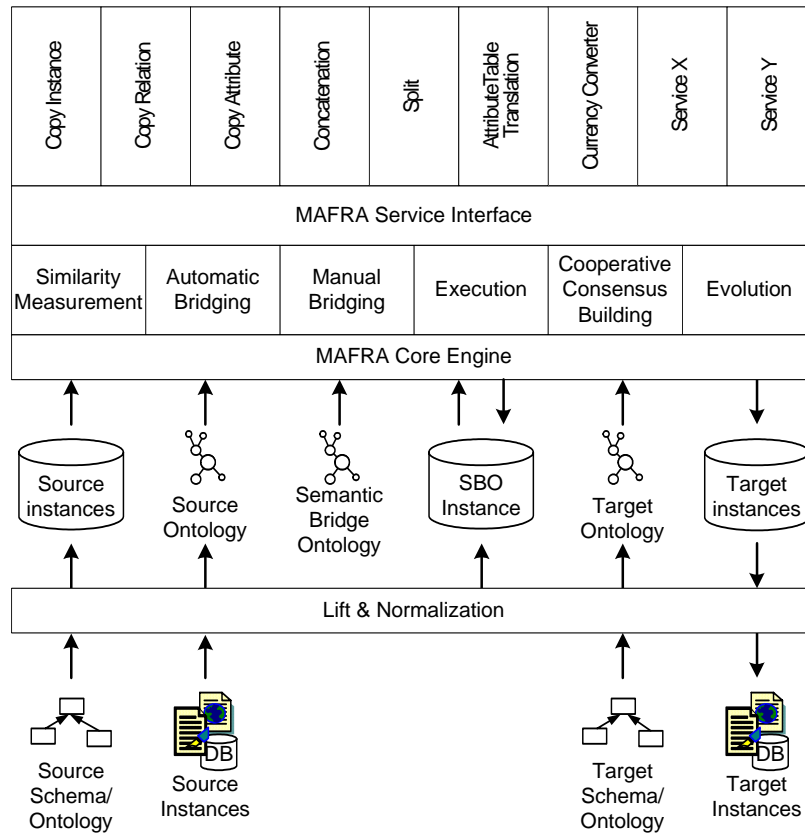 Copy Instance
Copy Relation
Copy Attribute
Concatenation
Split
AttributeTable
Translation
Currency Converter
Service X
Service Y
MAFRA Service Interface
Similarity
Measurement
Automatic
Bridging
Manual
Bridging
Execution
Cooperative
Consensus
Building
Evolution
MAFRA Core Engine
Source
instances
Source
Ontology
Semantic
Bridge
Ontology
SBO
Instance
Target
Ontology
Target
instances
Lift & Normalization
Source
Schema/
Ontology
DB
Source
Instances
Target
Schema/
Ontology
DB
Target
Instances